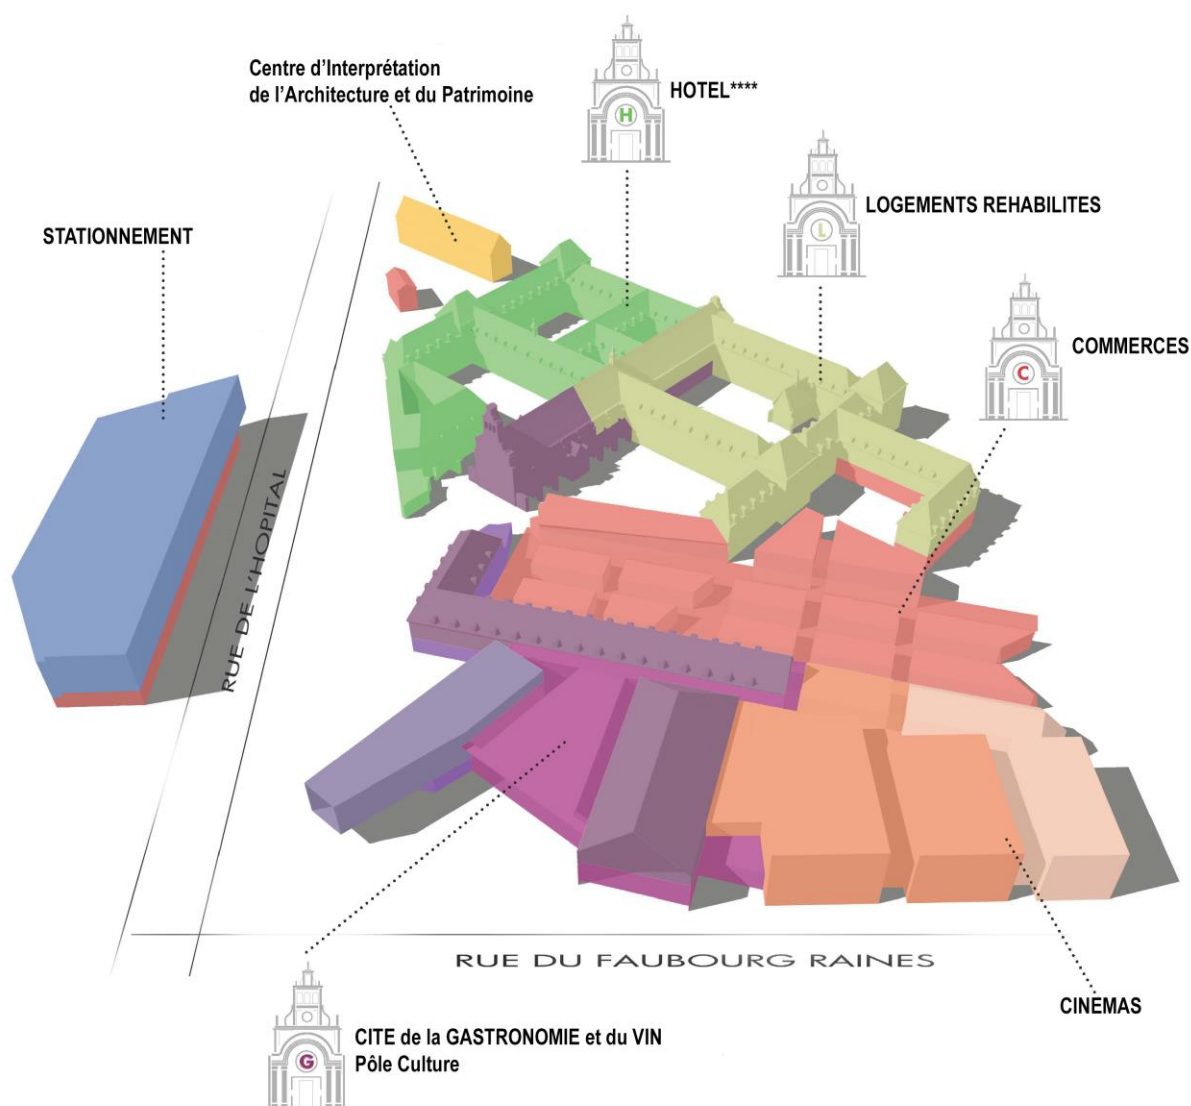 Centre d'Interprétation
de l'Architecture et du Patrimoine
H
HOTEL****
STATIONNEMENT
L
LOGEMENTS REHABILITES
C
COMMERCES
RUE DE L'HOPITAL
RUE DU FAUBOURG RAINES
CINEMAS
G
CITE de la GASTRONOMIE et du VIN
Pôle Culture